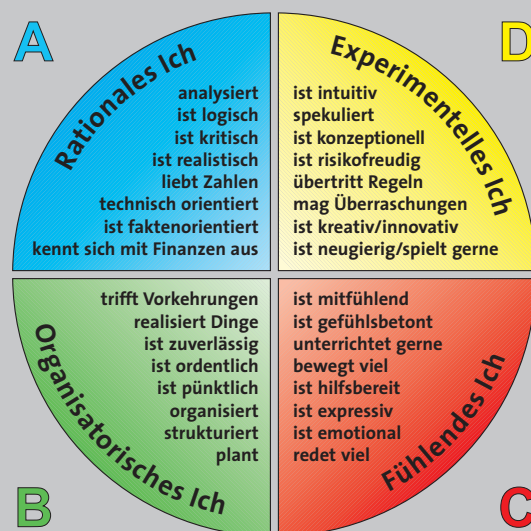 A
Rationales Ich
analysiert
ist logisch
ist kritisch
ist realistisch
liebt Zahlen
technisch orientiert
ist faktenorientiert
kennt sich mit Finanzen aus
D
Experimentelles Ich
ist intuitiv
spekuliert
ist konzeptionell
ist risikofreudig
übertritt Regeln
mag Überraschungen
ist kreativ/innovativ
ist neugierig/spielt gerne
B
Organisatorisches Ich
trifft Vorkehrungen
realisiert Dinge
ist zuverlässig
ist ordentlich
ist pünktlich
organisiert
strukturiert
plant
C
Fühlendes Ich
ist mitfühlend
ist gefühlsbetont
unterrichtet gerne
bewegt viel
ist hilfsbereit
ist expressiv
ist emotional
redet viel